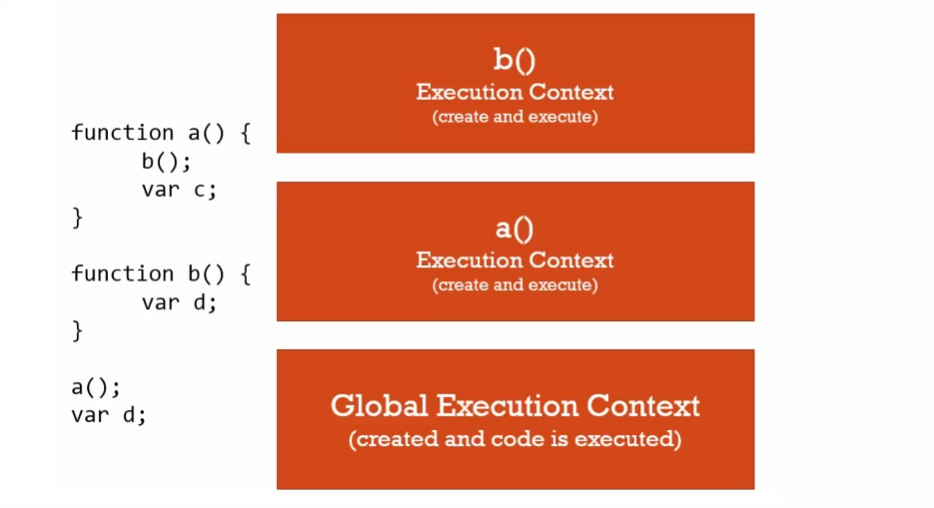 function a() {
b();
var c;
}
function b() {
var d;
}
a();
var d;
b()
Execution Context
(create and execute)
a()
Execution Context
(create and execute)
Global Execution Context
(created and code is executed)